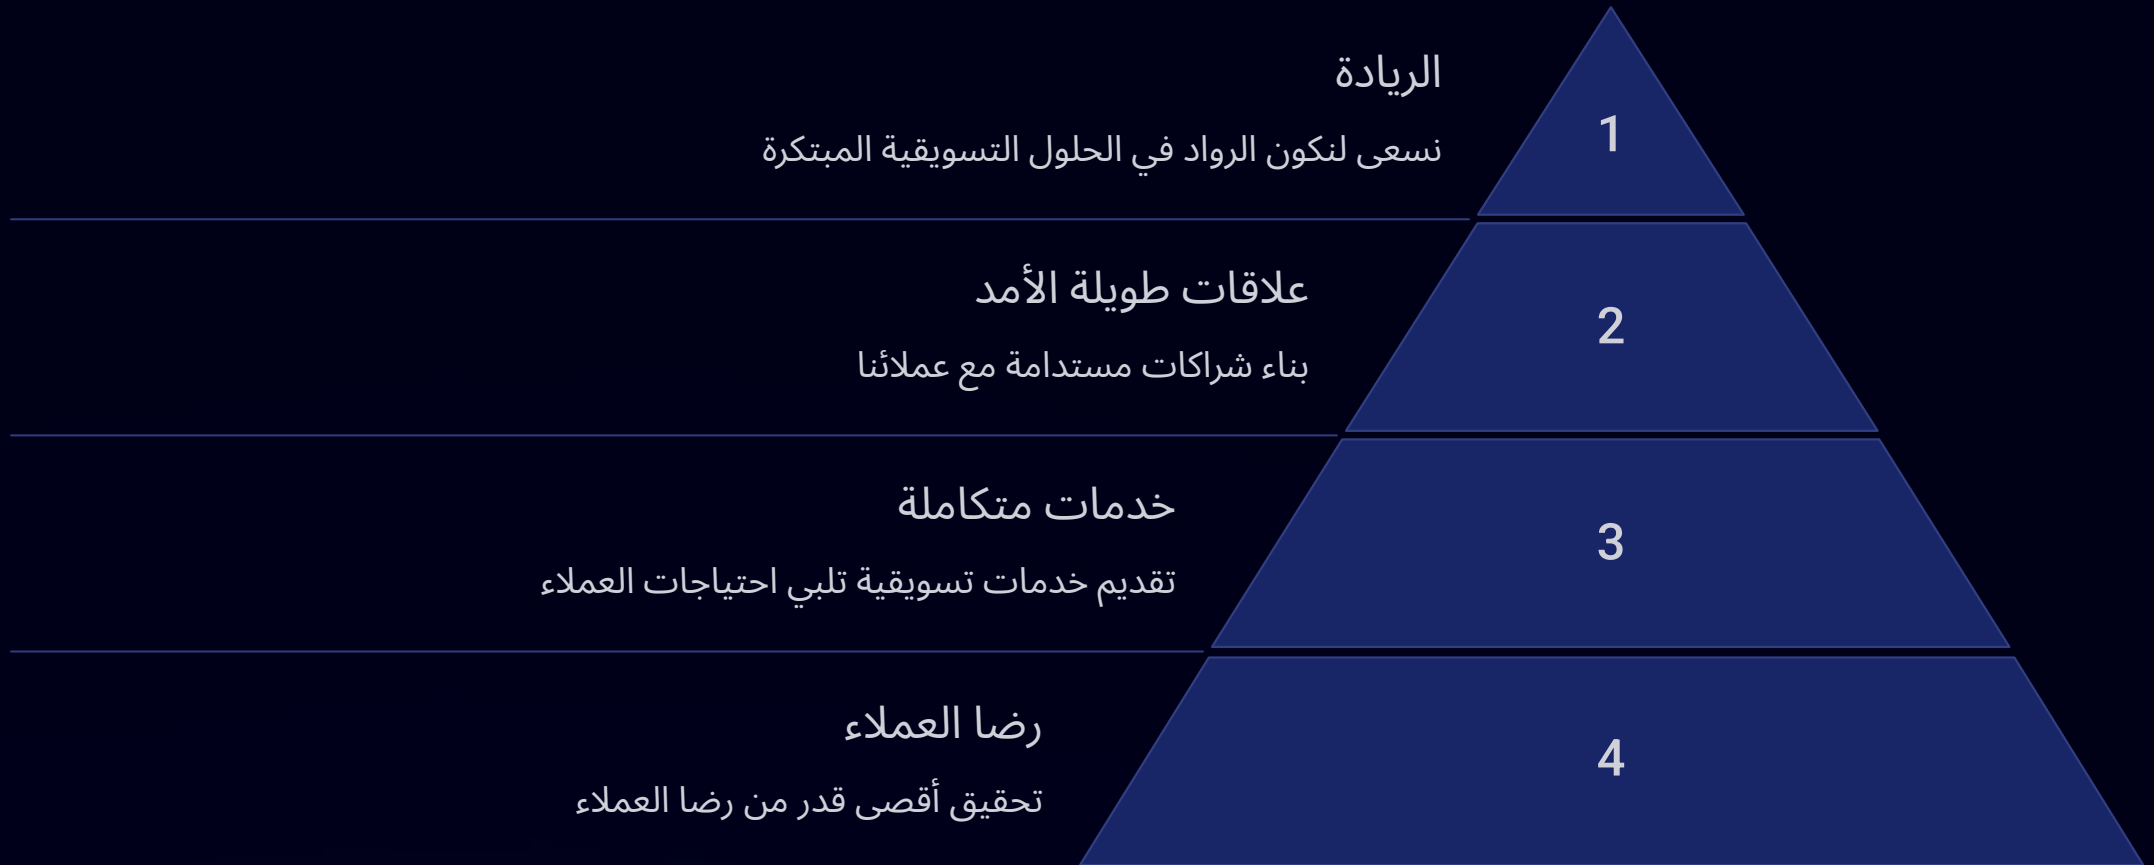 1
الريادة
نسعى لنكون الرواد في الحلول التسويقية المبتكرة
2
علاقات طويلة الأمد
بناء شراكات مستدامة مع عملائنا
3
خدمات متكاملة
تقديم خدمات تسويقية تلبي احتياجات العملاء
4
رضا العملاء
تحقيق أقصى قدر من رضا العملاء